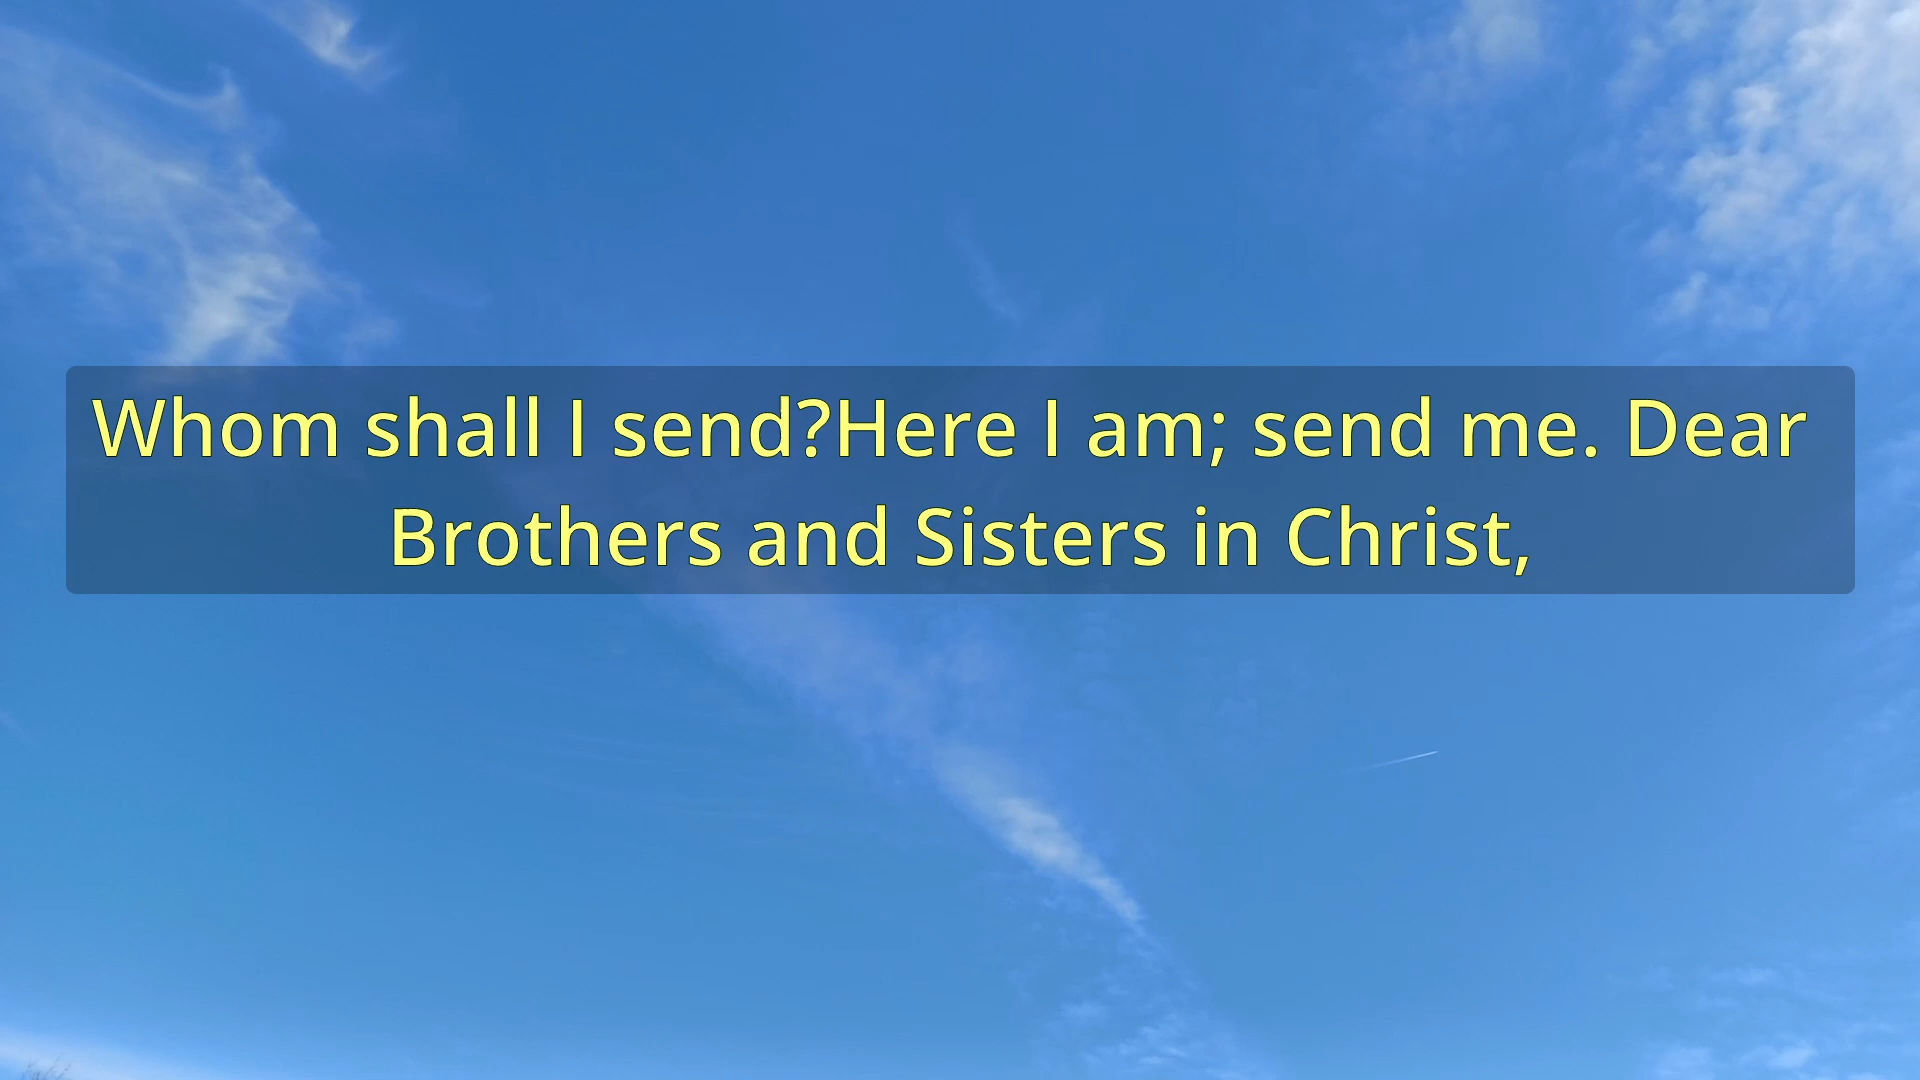 Whom shall I send?Here I am; send me. Dear
Brothers and Sisters in Christ,